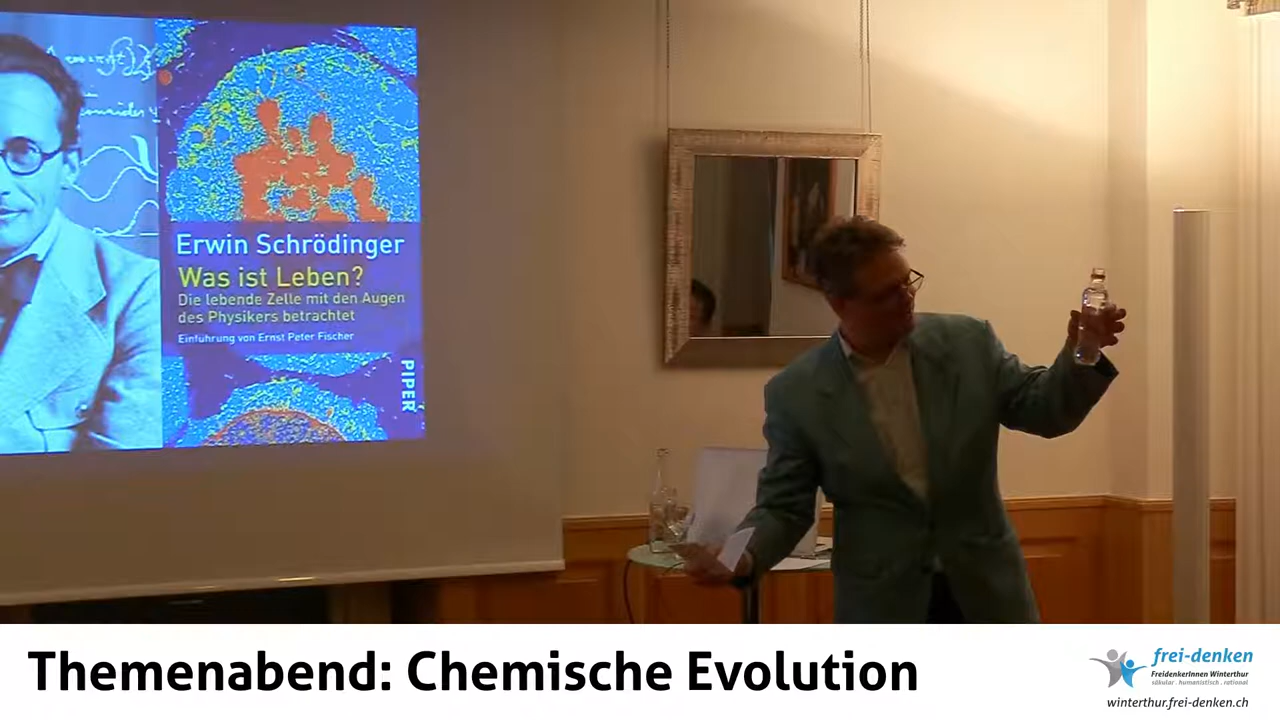 Erwin Schrödinger
Was ist Leben?
Die lebende Zelle mit den Augen
des Physikers betrachtet
Einführung von Ernst Peter Fischer
PIPER
Themenabend: Chemische Evolution
frei-denken
FreidenkerInnen Winterthur
säkular . humanistisch . rational
winterthur.frei-denken.ch